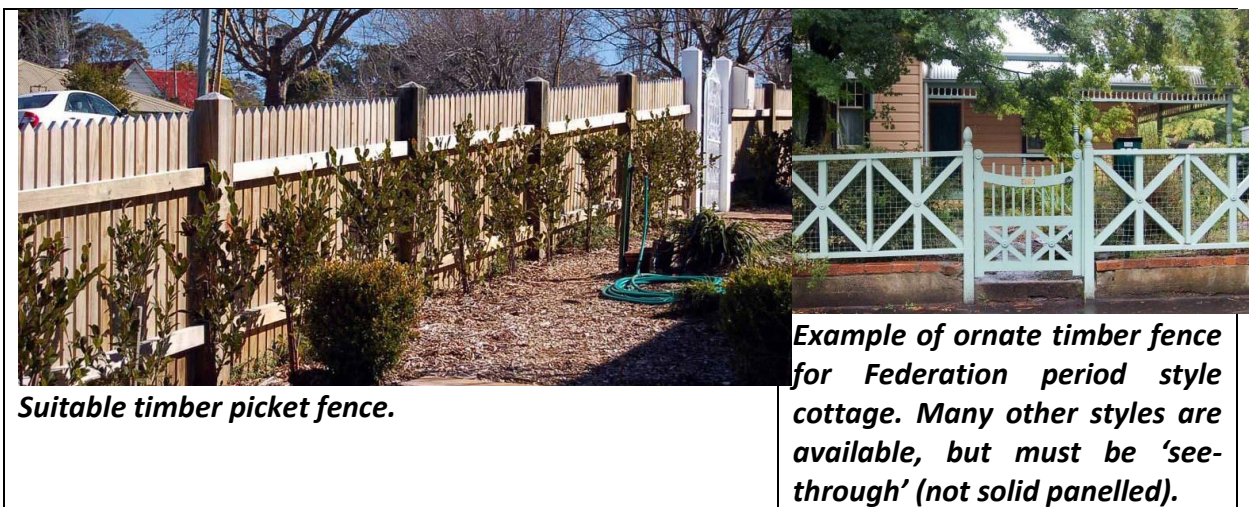 Suitable timber picket fence.
Example of ornate timber fence
for Federation period style
cottage. Many other styles are
available, but must be ‘see-
through’ (not solid panelled).